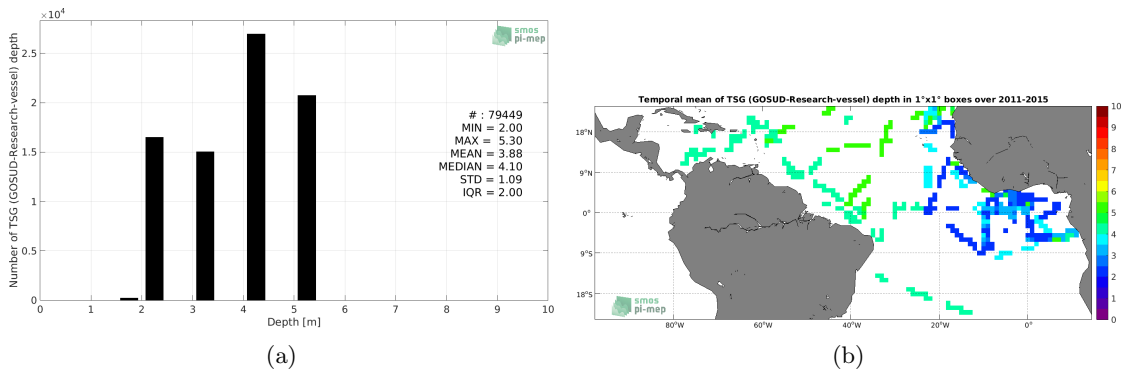 ×10⁴
2.5
2
1.5
1
0.5
0
Number of TSG (GOSUD-Research-vessel) depth
smos
pi-mep
# : 79449
MIN = 2.00
MAX = 5.30
MEAN = 3.88
MEDIAN = 4.10
STD = 1.09
IQR = 2.00
0 1 2 3 4 5 6 7 8 9 10
Depth [m]
(a)
Temporal mean of TSG (GOSUD-Research-vessel) depth in 1°x1° boxes over 2011-2015
18°N
9°N
0°
9°S
18°S
smos
pi-mep
80°W 60°W 40°W 20°W 0°
10
9
8
7
6
5
4
3
2
1
0
(b)